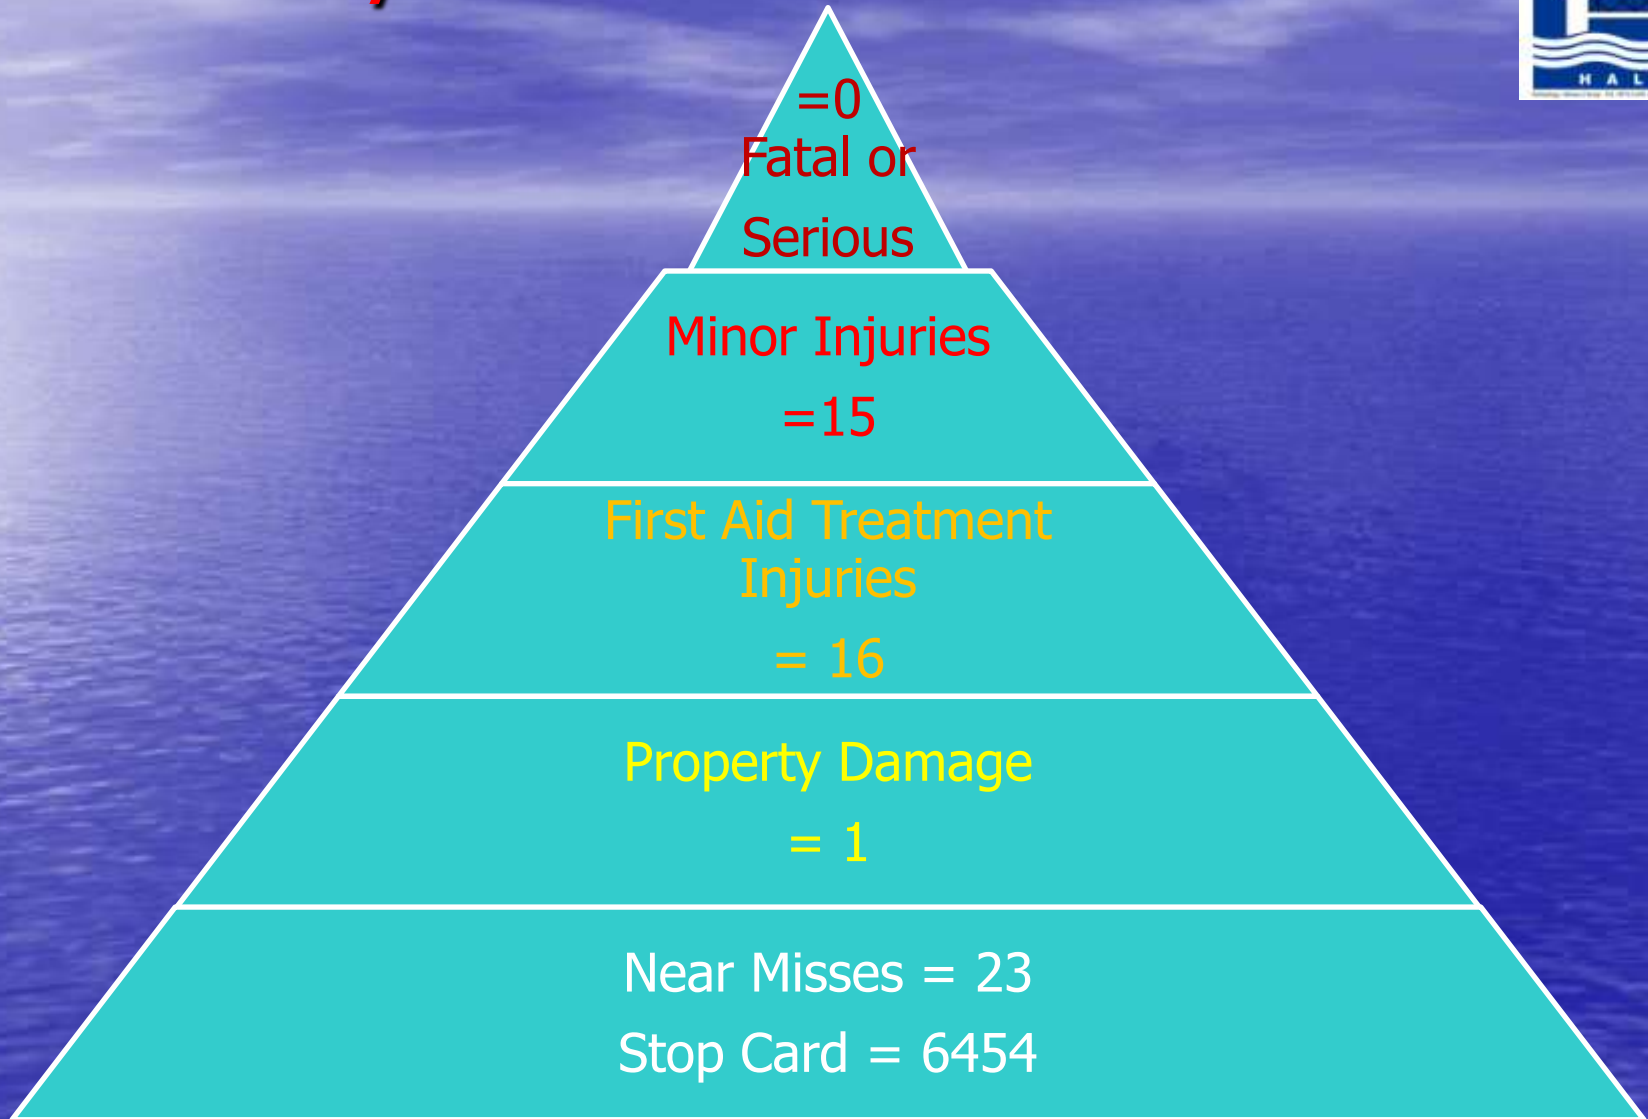 =0
Fatal or
Serious
Minor Injuries
=15
First Aid Treatment
Injuries
= 16
Property Damage
= 1
Near Misses = 23
Stop Card = 6454
H A L